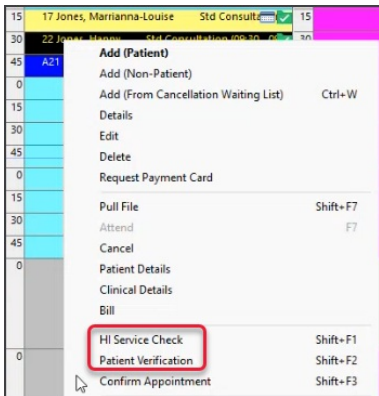 15 17 Jones, Marrianna-Louise Std Consulta 15
30 22 Jones, Hanny Std Consultation (09:30 30
45 A21
Add (Patient)
Add (Non-Patient)
0 Add (From Cancellation Waiting List) Ctrl+W
15 Details
30 Edit
45 Delete
0 Request Payment Card
15 Pull File Shift+F7
30 Attend F7
45 Cancel
0 Patient Details
Clinical Details
Bill
HI Service Check Shift+F1
0 Patient Verification Shift+F2
Confirm Appointment Shift+F3